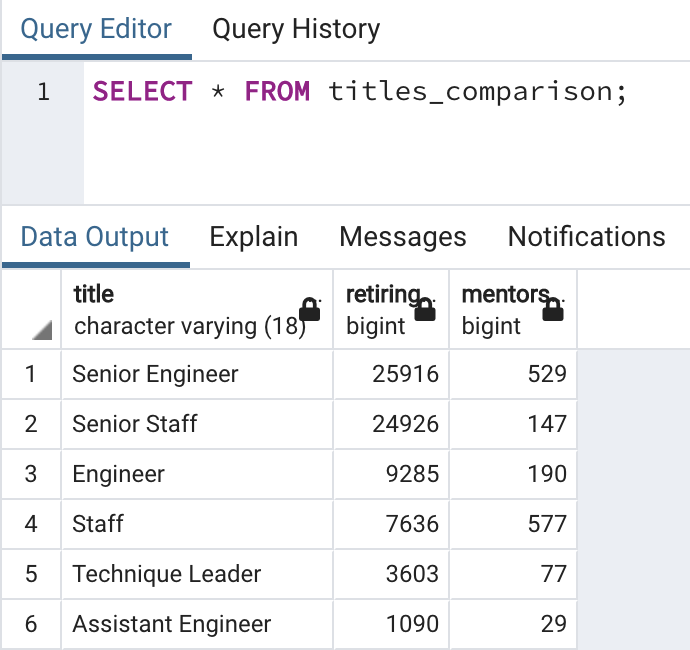 Query Editor Query History
1 SELECT * FROM titles_comparison;
Data Output Explain Messages Notifications
title retiring mentors
character varying (18) bigint bigint
1 Senior Engineer 25916 529
2 Senior Staff 24926 147
3 Engineer 9285 190
4 Staff 7636 577
5 Technique Leader 3603 77
6 Assistant Engineer 1090 29